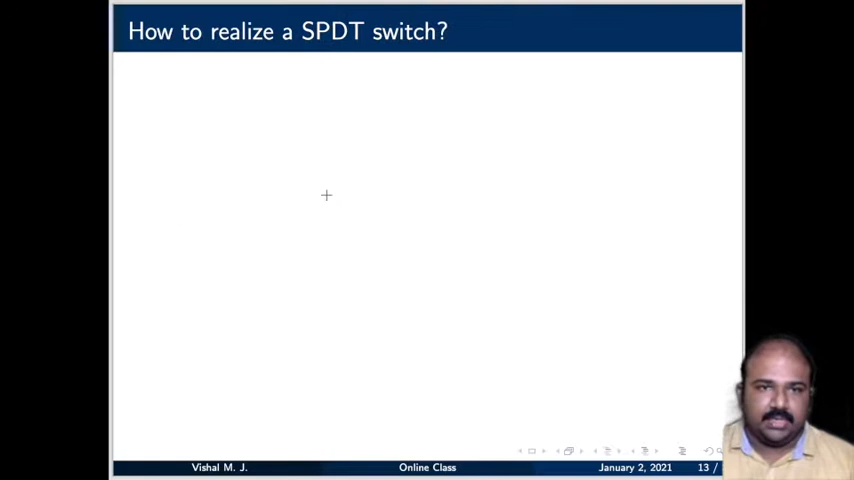 How to realize a SPDT switch?
Vishal M. J. Online Class January 2, 2021 13 /